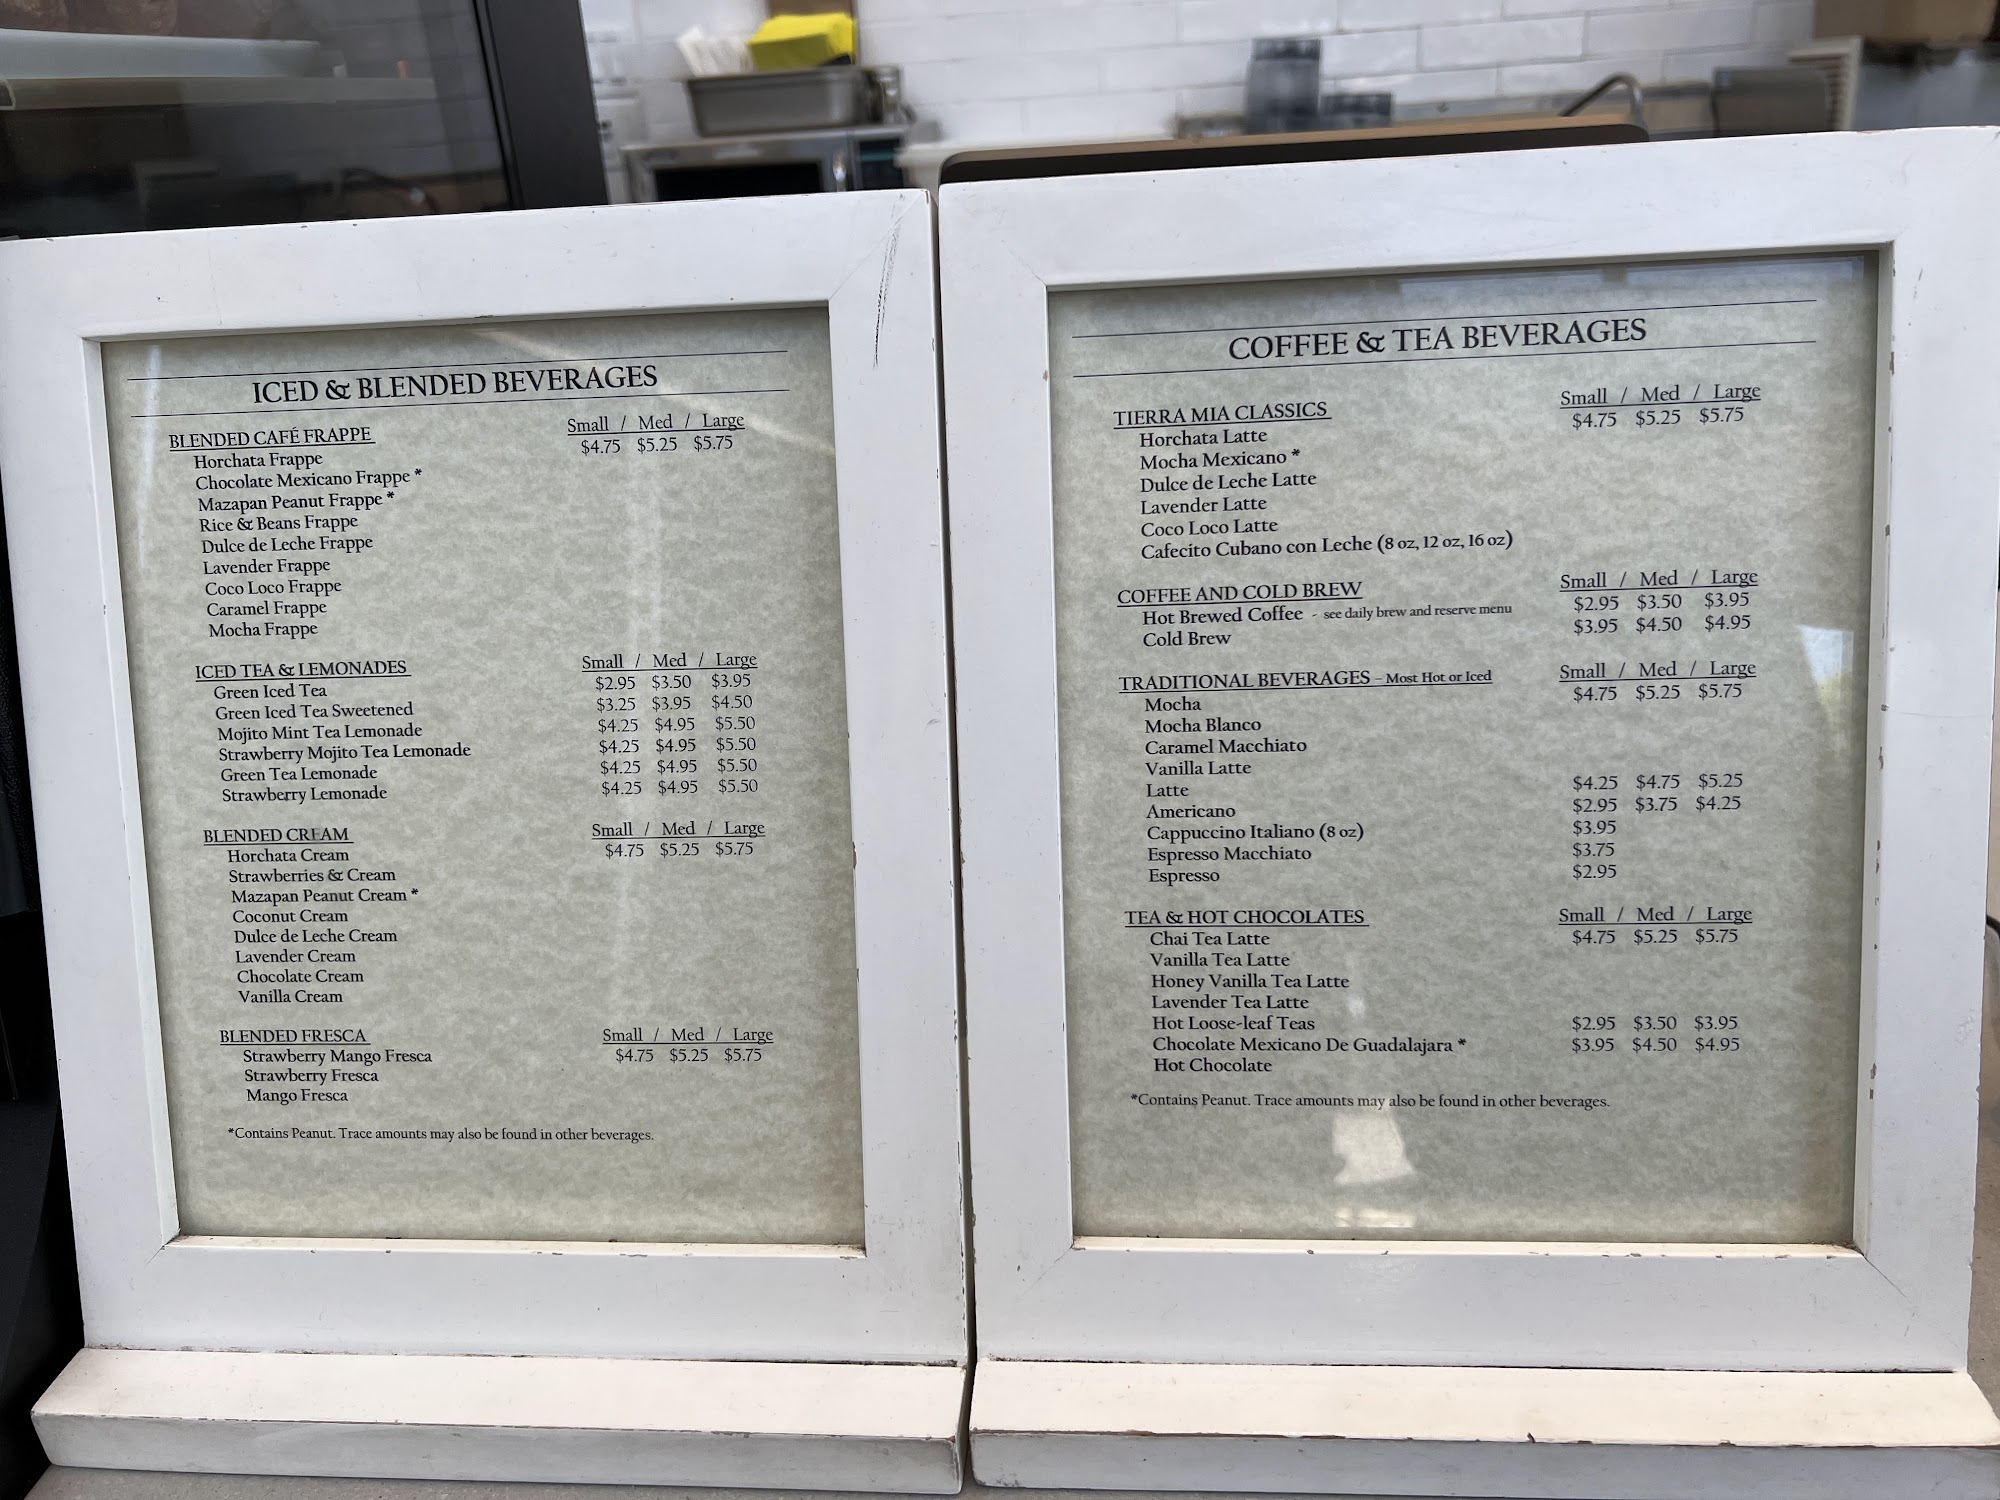 ICED & BLENDED BEVERAGES
BLENDED CAFÉ FRAPPE Small / Med / Large
$4.75 $5.25 $5.75
Horchata Frappe
Chocolate Mexicano Frappe *
Mazapan Peanut Frappe *
Rice & Beans Frappe
Dulce de Leche Frappe
Lavender Frappe
Coco Loco Frappe
Caramel Frappe
Mocha Frappe
ICED TEA & LEMONADES Small / Med / Large
Green Iced Tea $2.95 $3.50 $3.95
Green Iced Tea Sweetened $3.25 $3.95 $4.50
Mojito Mint Tea Lemonade $4.25 $4.95 $5.50
Strawberry Mojito Tea Lemonade $4.25 $4.95 $5.50
Green Tea Lemonade $4.25 $4.95 $5.50
Strawberry Lemonade $4.25 $4.95 $5.50
BLENDED CREAM Small / Med / Large
Horchata Cream $4.75 $5.25 $5.75
Strawberries & Cream
Mazapan Peanut Cream *
Coconut Cream
Dulce de Leche Cream
Lavender Cream
Chocolate Cream
Vanilla Cream
BLENDED FRESCA Small / Med / Large
Strawberry Mango Fresca $4.75 $5.25 $5.75
Strawberry Fresca
Mango Fresca
*Contains Peanut. Trace amounts may also be found in other beverages.
COFFEE & TEA BEVERAGES
TIERRA MIA CLASSICS Small / Med / Large
$4.75 $5.25 $5.75
Horchata Latte
Mocha Mexicano *
Dulce de Leche Latte
Lavender Latte
Coco Loco Latte
Cafecito Cubano con Leche (8 oz, 12 oz, 16 oz)
COFFEE AND COLD BREW Small / Med / Large
Hot Brewed Coffee - see daily brew and reserve menu $2.95 $3.50 $3.95
Cold Brew $3.95 $4.50 $4.95
TRADITIONAL BEVERAGES – Most Hot or Iced Small / Med / Large
Mocha $4.75 $5.25 $5.75
Mocha Blanco
Caramel Macchiato
Vanilla Latte
Latte $4.25 $4.75 $5.25
Americano $2.95 $3.75 $4.25
Cappuccino Italiano (8 oz) $3.95
Espresso Macchiato $3.75
Espresso $2.95
TEA & HOT CHOCOLATES Small / Med / Large
Chai Tea Latte $4.75 $5.25 $5.75
Vanilla Tea Latte
Honey Vanilla Tea Latte
Lavender Tea Latte
Hot Loose-leaf Teas $2.95 $3.50 $3.95
Chocolate Mexicano De Guadalajara * $3.95 $4.50 $4.95
Hot Chocolate
*Contains Peanut. Trace amounts may also be found in other beverages.